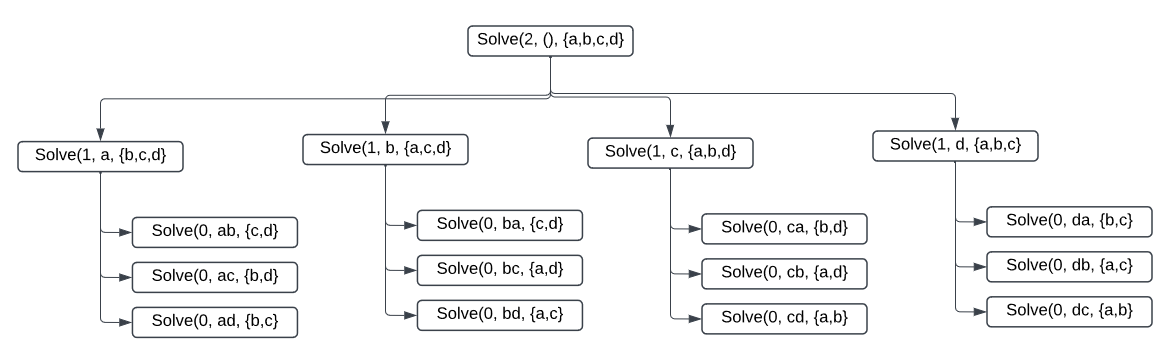 Solve(2, (), {a,b,c,d}
Solve(1, a, {b,c,d}
Solve(0, ab, {c,d}
Solve(0, ac, {b,d}
Solve(0, ad, {b,c}
Solve(1, b, {a,c,d}
Solve(0, ba, {c,d}
Solve(0, bc, {a,d}
Solve(0, bd, {a,c}
Solve(1, c, {a,b,d}
Solve(0, ca, {b,d}
Solve(0, cb, {a,d}
Solve(0, cd, {a,b}
Solve(1, d, {a,b,c}
Solve(0, da, {b,c}
Solve(0, db, {a,c}
Solve(0, dc, {a,b}